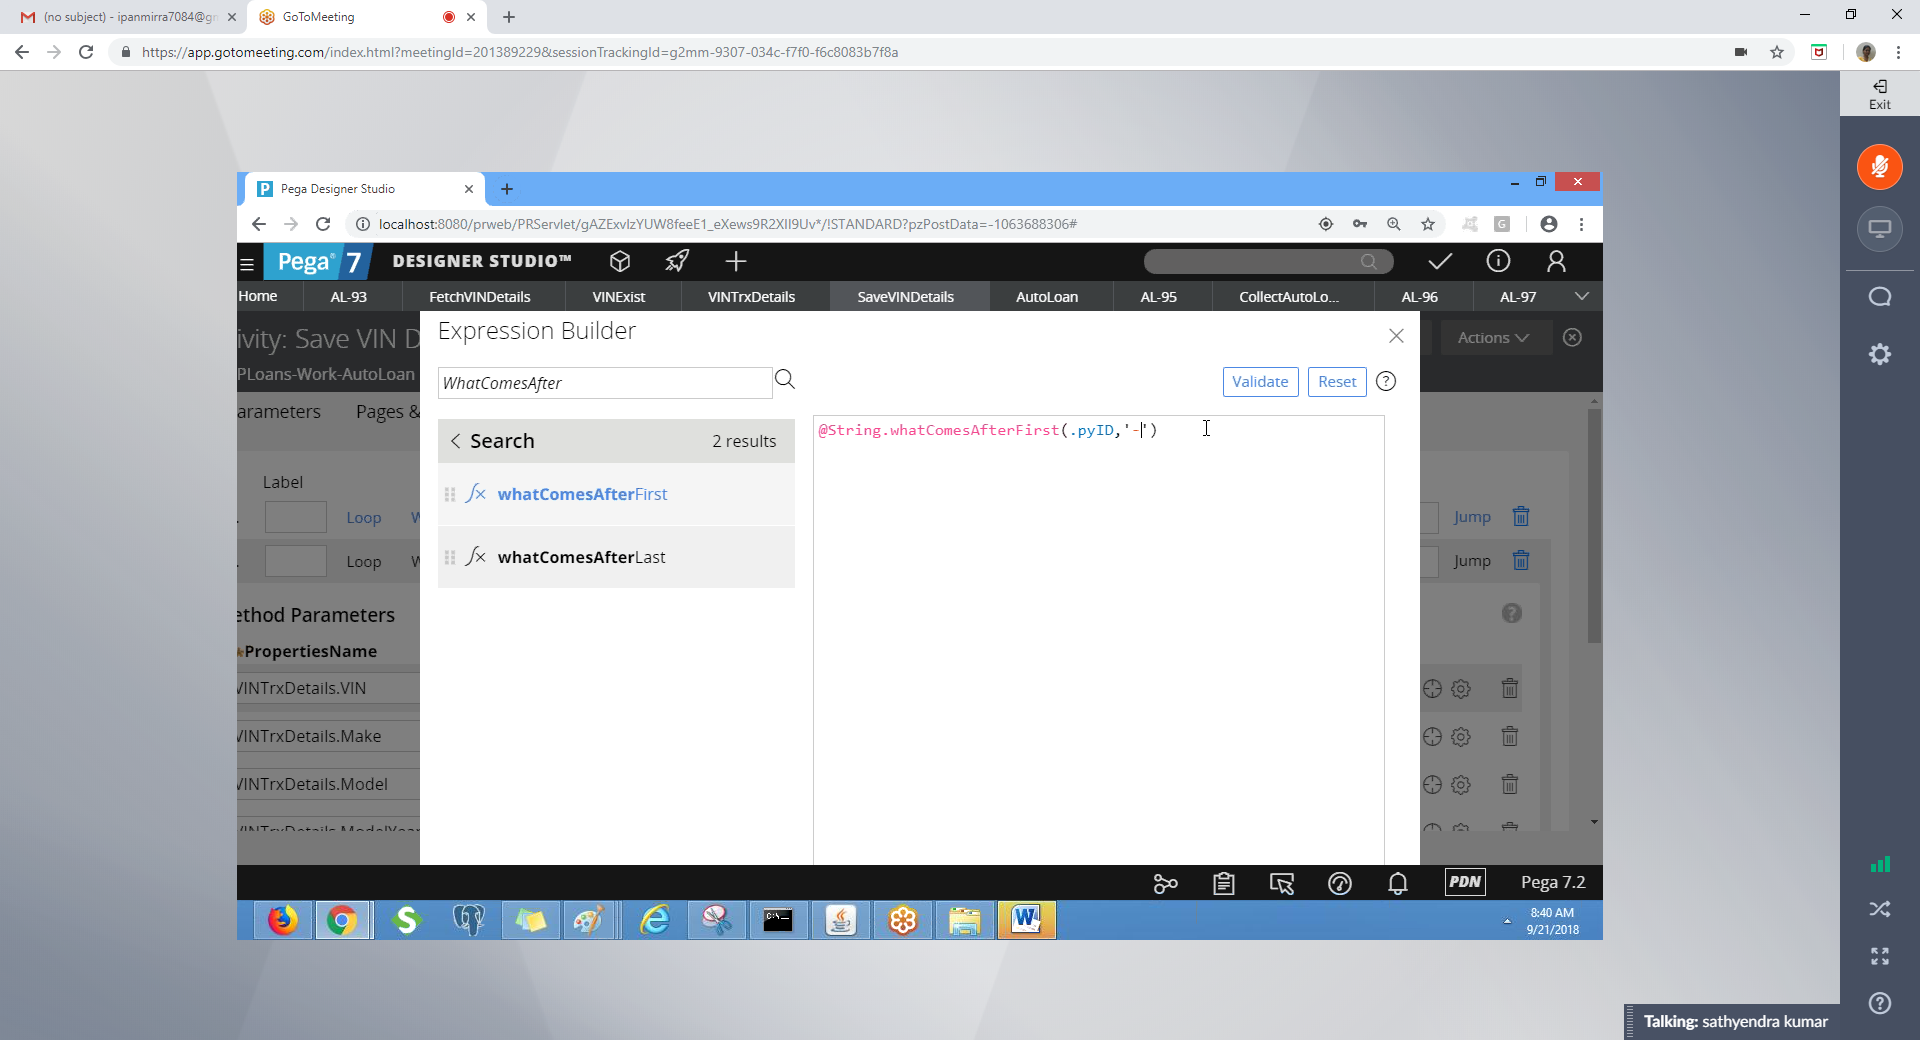 (no subject) - ipanmirra7084@gm
GoToMeeting
https://app.gotomeeting.com/index.html?meetingId=201389229&sessionTrackingId=g2mm-9307-034c-f7f0-f6c8083b7f8a
Exit
P Pega Designer Studio
localhost:8080/prweb/PRServlet/gAZExvlzYUW8feeE1_eXews9R2XII9Uv*/!STANDARD?pzPostData=-1063688306#
Pega 7 DESIGNER STUDIO™
Home AL-93 FetchVINDetails VINExist VINTrxDetails SaveVINDetails AutoLoan AL-95 CollectAutoLo... AL-96 AL-97
ivity: Save VIN D
Expression Builder
Actions
PLoans-Work-AutoLoan
WhatComesAfter
Validate Reset ?
arameters Pages &
@String.whatComesAfterFirst(.pyID,'-')
Search 2 results
Label
whatComesAfterFirst
Loop W
Jump
whatComesAfterLast
Loop W
Jump
ethod Parameters
?
PropertiesName
VINTrxDetails.VIN
VINTrxDetails.Make
VINTrxDetails.Model
VINTrxDetails.ModelYear
PDN Pega 7.2
8:40 AM
9/21/2018
Talking: sathyendra kumar